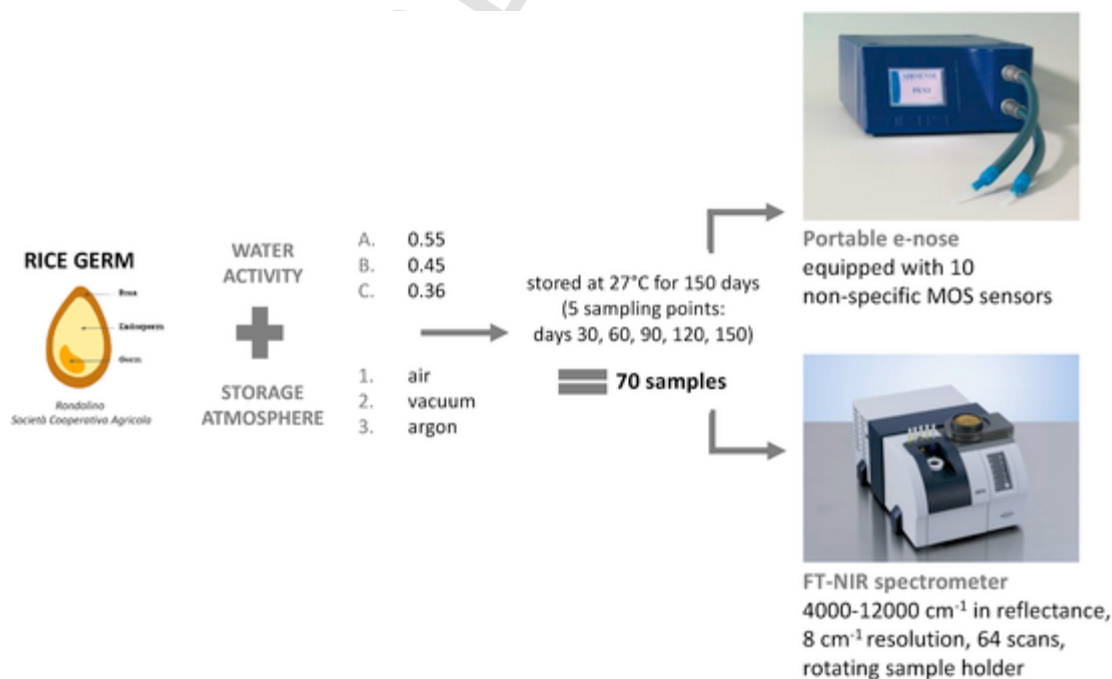 RICE GERM
Bran
Endosperm
Germ
Rondolino
Società Cooperativa Agricola
WATER
ACTIVITY
STORAGE
ATMOSPHERE
A. 0.55
B. 0.45
C. 0.36
1. air
2. vacuum
3. argon
stored at 27°C for 150 days
(5 sampling points:
days 30, 60, 90, 120, 150)
70 samples
Portable e-nose
equipped with 10
non-specific MOS sensors
FT-NIR spectrometer
4000-12000 cm⁻¹ in reflectance,
8 cm⁻¹ resolution, 64 scans,
rotating sample holder